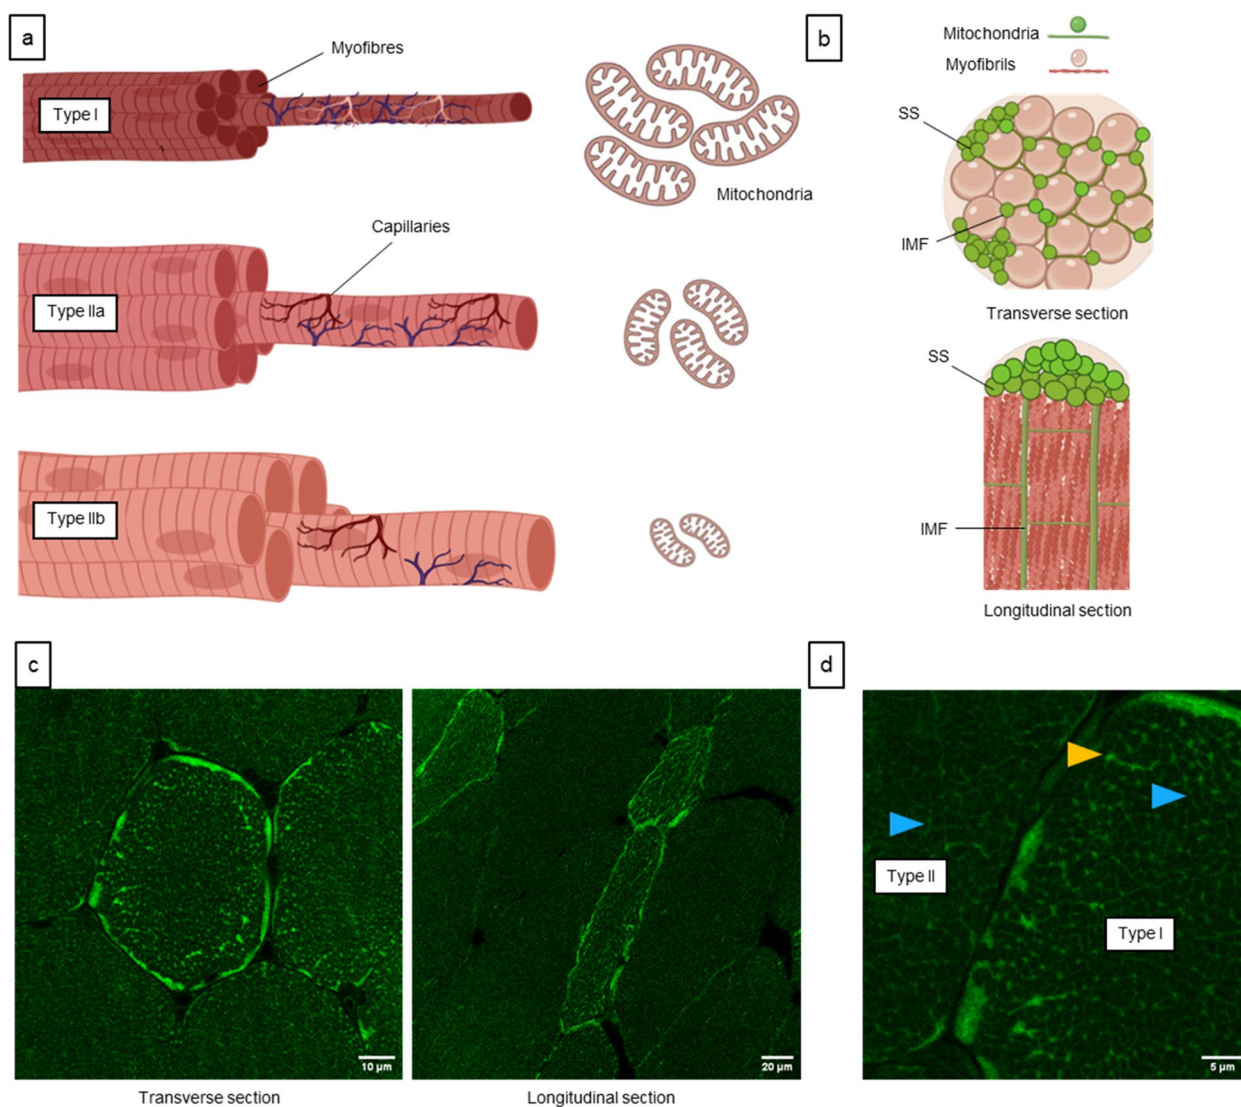 a
Myofibres
Type I
Mitochondria
Capillaries
Type IIa
Type IIb
b
Mitochondria
Myofibrils
SS
IMF
Transverse section
SS
IMF
Longitudinal section
c
10 µm
Transverse section
20 µm
Longitudinal section
d
Type II
Type I
5 µm